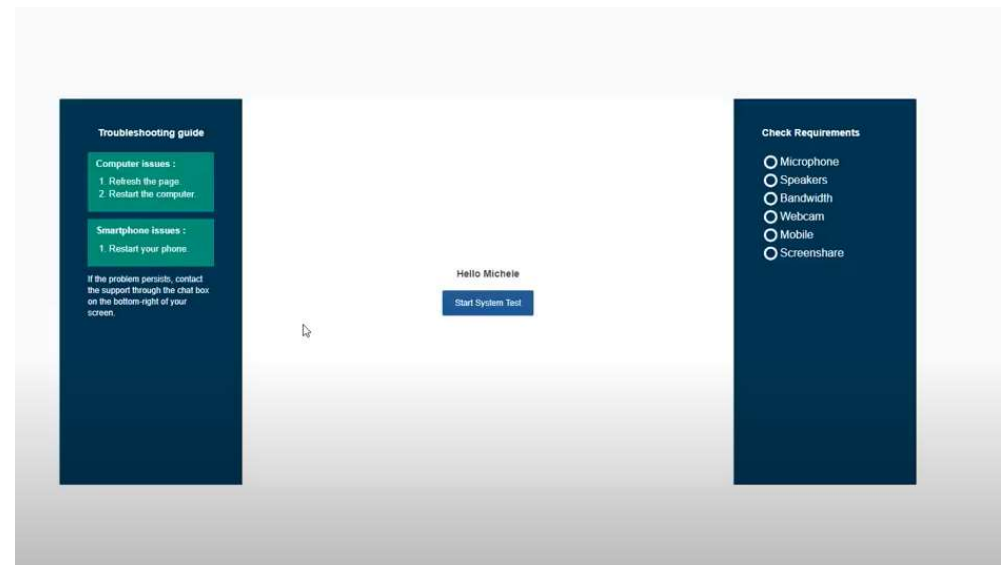 Troubleshooting guide
Computer issues :
1. Refresh the page.
2. Restart the computer.
Smartphone issues :
1. Restart your phone
If the problem persists, contact
the support through the chat box
on the bottom-right of your
screen.
Hello Michele
Start System Test
Check Requirements
Microphone
Speakers
Bandwidth
Webcam
Mobile
Screenshare